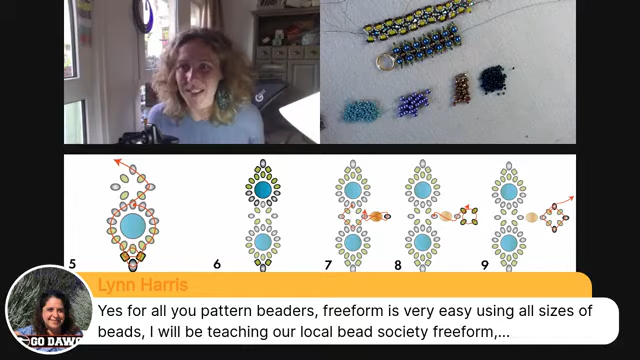 5
6
7
8
9
Lynn Harris
Yes for all you pattern beaders, freeform is very easy using all sizes of
beads, I will be teaching our local bead society freeform,...
GO DAWG